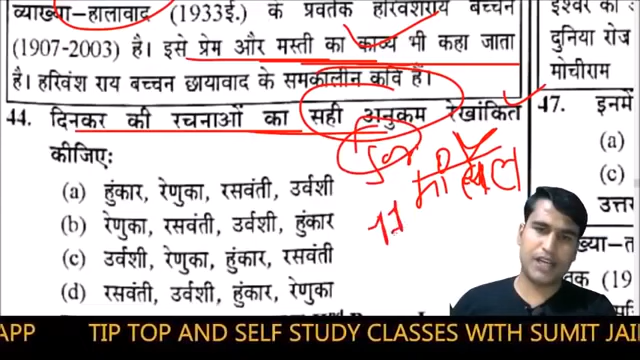 व्याख्या–हालावाद (1933ई.) के प्रवर्तक हरिवंशराय बच्चन
(1907-2003) है। इसे प्रेम और मस्ती का काव्य भी कहा जाता
है। हरिवंश राय बच्चन छायावाद के समकालीन कवि हैं।
44. दिनकर की रचनाओं का सही अनुक्रम रेखांकित
कीजिए:
(a) हुंकार, रेणुका, रसवंती, उर्वशी
(b) रेणुका, रसवंती, उर्वशी, हुंकार
(c) उर्वशी, रेणुका, हुंकार, रसवंती
(d) रसवंती, उर्वशी, हुंकार, रेणुका
ईश्वर को
दुनिया रोज
मोचीराम
47. इनमें
(a)
(c)
उत्तर
APP TIP TOP AND SELF STUDY CLASSES WITH SUMIT JAI